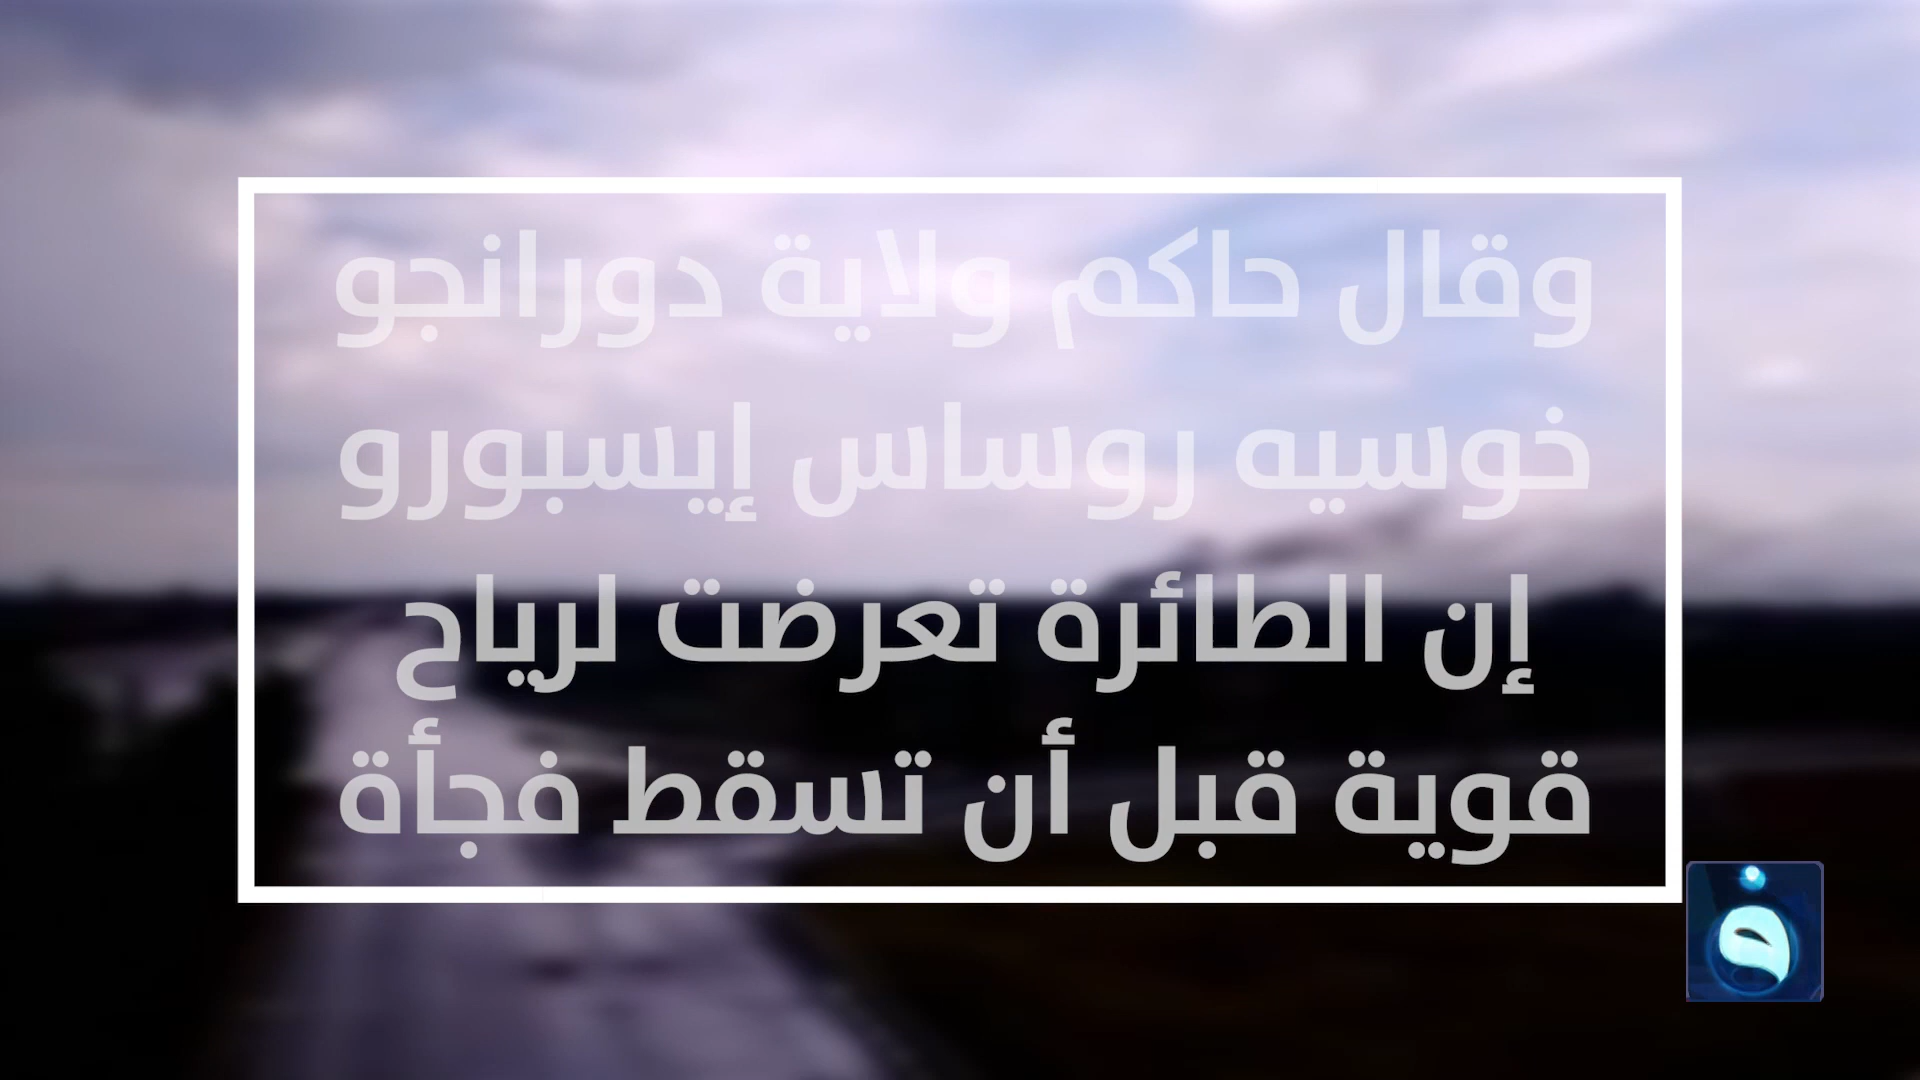 وقال حاكم ولاية دورانجو
خوسيه روساس إيسبورو
إن الطائرة تعرضت لرياح
قوية قبل أن تسقط فجأة